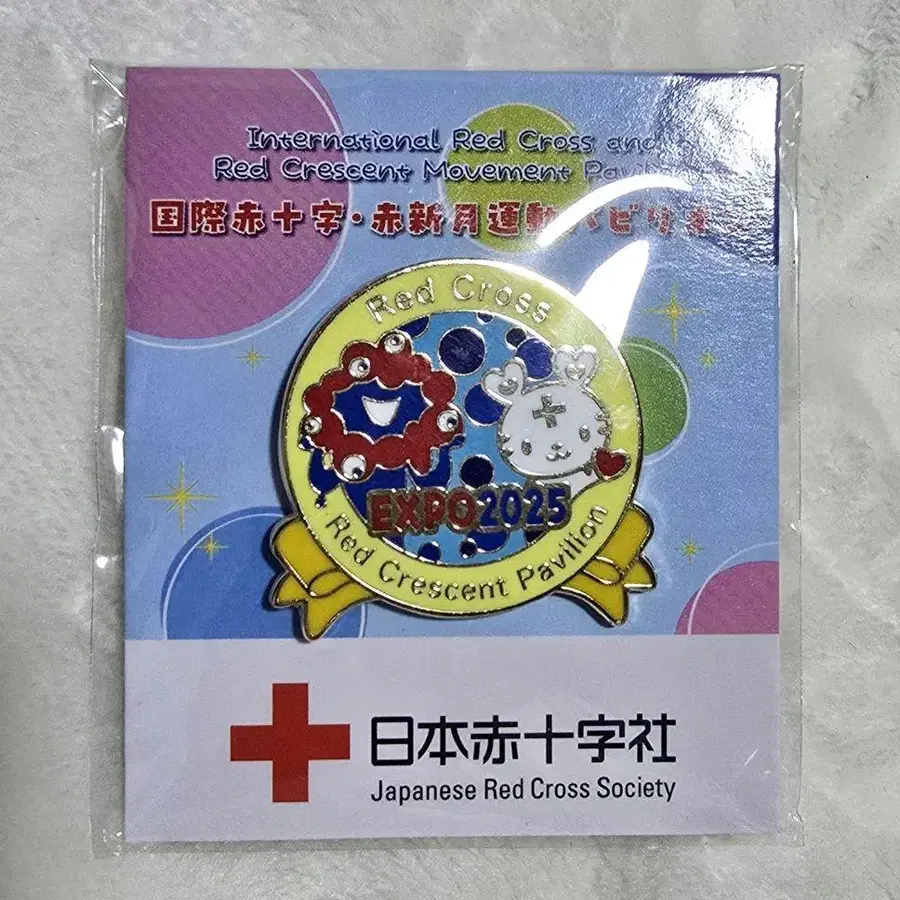 International Red Cross and
Red Crescent Movement
国際赤十字・赤新月運動パビリオン
Red Cross
EXPO2025
Red Crescent Pavilion
日本赤十字社
Japanese Red Cross Society